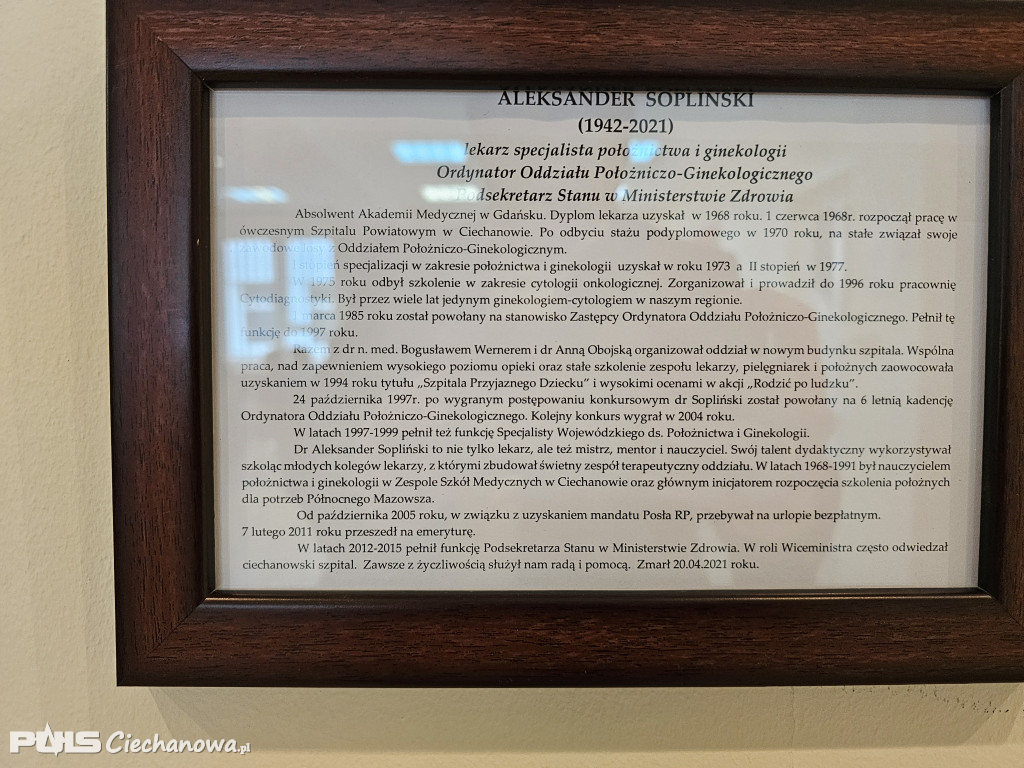 ALEKSANDER SOPLIŃSKI
(1942-2021)
lekarz specjalista położnictwa i ginekologii
Ordynator Oddziału Położniczo-Ginekologicznego
Podsekretarz Stanu w Ministerstwie Zdrowia
Absolwent Akademii Medycznej w Gdańsku. Dyplom lekarza uzyskał w 1968 roku. 1 czerwca 1968r. rozpoczął pracę w
ówczesnym Szpitalu Powiatowym w Ciechanowie. Po odbyciu stażu podyplomowego w 1970 roku, na stałe związał swoje
zawodowe losy z Oddziałem Położniczo-Ginekologicznym.
I stopień specjalizacji w zakresie położnictwa i ginekologii uzyskał w roku 1973 a II stopień w 1977.
W 1975 roku odbył szkolenie w zakresie cytologii onkologicznej. Zorganizował i prowadził do 1996 roku pracownię
Cytodiagnostyki. Był przez wiele lat jedynym ginekologiem-cytologiem w naszym regionie.
1 marca 1985 roku został powołany na stanowisko Zastępcy Ordynatora Oddziału Położniczo-Ginekologicznego. Pełnił tę
funkcję do 1997 roku.
Razem z dr n. med. Bogusławem Wernerem i dr Anną Obojską organizował oddział w nowym budynku szpitala. Wspólna
praca, nad zapewnieniem wysokiego poziomu opieki oraz stałe szkolenie zespołu lekarzy, pielęgniarek i położnych zaowocowała
uzyskaniem w 1994 roku tytułu „Szpitala Przyjaznego Dziecku" i wysokimi ocenami w akcji „Rodzić po ludzku".
24 października 1997r. po wygranym postępowaniu konkursowym dr Sopliński został powołany na 6 letnią kadencję
Ordynatora Oddziału Położniczo-Ginekologicznego. Kolejny konkurs wygrał w 2004 roku.
W latach 1997-1999 pełnił też funkcję Specjalisty Wojewódzkiego ds. Położnictwa i Ginekologii.
Dr Aleksander Sopliński to nie tylko lekarz, ale też mistrz, mentor i nauczyciel. Swój talent dydaktyczny wykorzystywał
szkoląc młodych kolegów lekarzy, z którymi zbudował świetny zespół terapeutyczny oddziału. W latach 1968-1991 był nauczycielem
położnictwa i ginekologii w Zespole Szkół Medycznych w Ciechanowie oraz głównym inicjatorem rozpoczęcia szkolenia położnych
dla potrzeb Północnego Mazowsza.
Od października 2005 roku, w związku z uzyskaniem mandatu Posła RP, przebywał na urlopie bezpłatnym.
7 lutego 2011 roku przeszedł na emeryturę.
W latach 2012-2015 pełnił funkcję Podsekretarza Stanu w Ministerstwie Zdrowia. W roli Wiceministra często odwiedzał
ciechanowski szpital. Zawsze z życzliwością służył nam radą i pomocą. Zmarł 20.04.2021 roku.
PULS Ciechanowa.pl